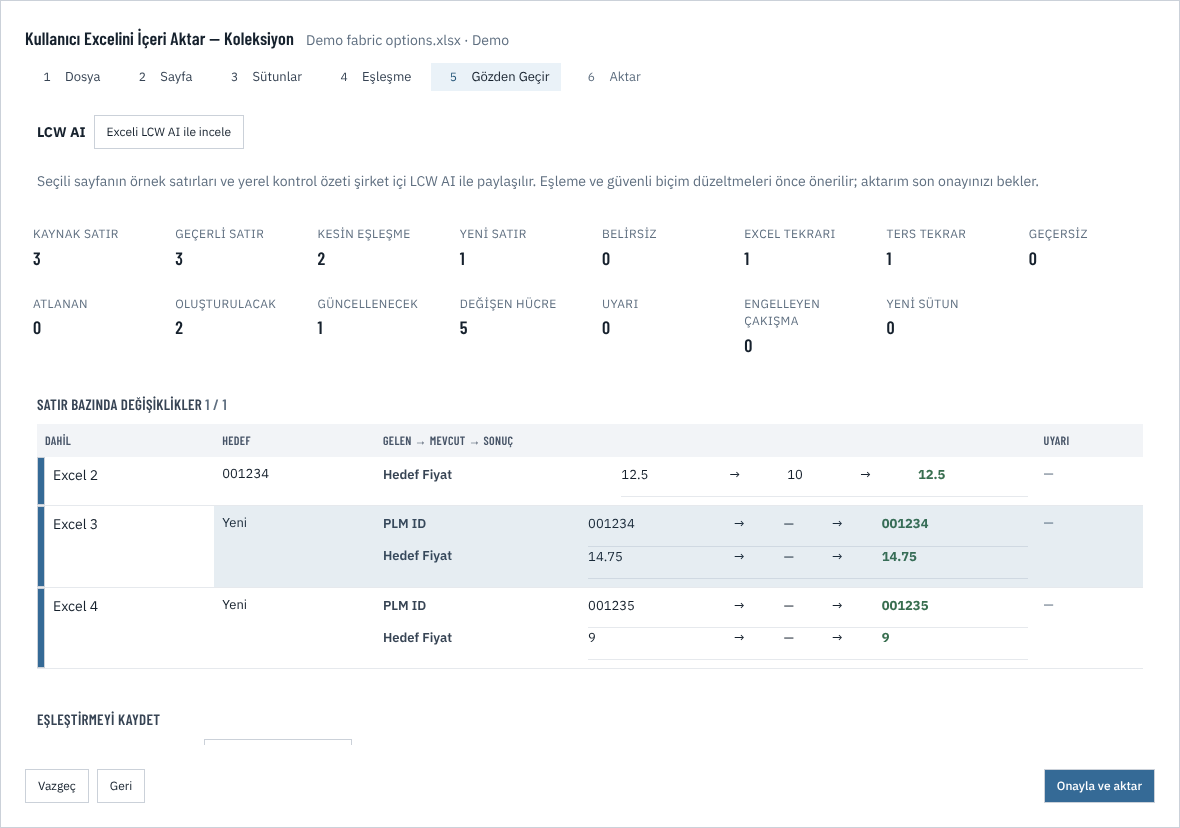 Kullanıcı Excelini İçeri Aktar — Koleksiyon Demo fabric options.xlsx · Demo
1 Dosya 2 Sayfa 3 Sütunlar 4 Eşleşme 5 Gözden Geçir 6 Aktar
LCW AI Exceli LCW AI ile incele
Seçili sayfanın örnek satırları ve yerel kontrol özeti şirket içi LCW AI ile paylaşılır. Eşleme ve güvenli biçim düzeltmeleri önce önerilir; aktarım son onayınızı bekler.
KAYNAK SATIR GEÇERLİ SATIR KESİN EŞLEŞME YENİ SATIR BELİRSİZ EXCEL TEKRARI TERS TEKRAR GEÇERSİZ
3 3 2 1 0 1 1 0
ATLANAN OLUŞTURULACAK GÜNCELLENECEK DEĞİŞEN HÜCRE UYARI ENGELLEYEN ÇAKIŞMA YENİ SÜTUN
0 2 1 5 0 0 0
SATIR BAZINDA DEĞİŞİKLİKLER 1 / 1
DAHİL HEDEF GELEN → MEVCUT → SONUÇ UYARI
Excel 2 001234 Hedef Fiyat 12.5 → 10 → 12.5 —
Excel 3 Yeni PLM ID 001234 → — → 001234 —
Hedef Fiyat 14.75 → — → 14.75
Excel 4 Yeni PLM ID 001235 → — → 001235 —
Hedef Fiyat 9 → — → 9
EŞLEŞTİRMEYİ KAYDET
Vazgeç Geri Onayla ve aktar